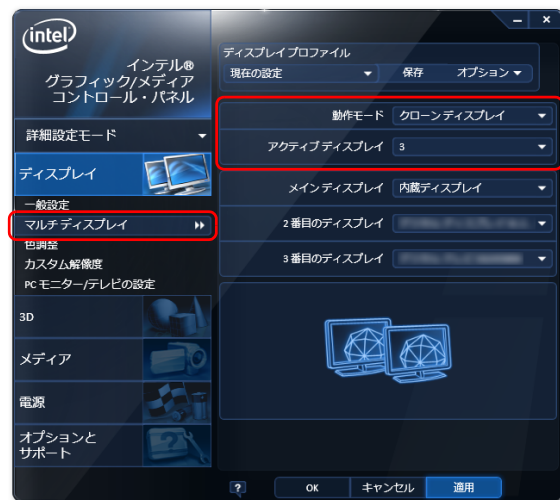 intel
インテル®
グラフィック/メディア
コントロール・パネル
詳細設定モード
ディスプレイ
一般設定
マルチディスプレイ
色調整
カスタム解像度
PC モニター/テレビの設定
3D
メディア
電源
オプションと
サポート
ディスプレイ プロファイル
現在の設定 保存 オプション
動作モード クローン ディスプレイ
アクティブ ディスプレイ 3
メイン ディスプレイ 内蔵ディスプレイ
2 番目のディスプレイ
3 番目のディスプレイ
? OK キャンセル 適用